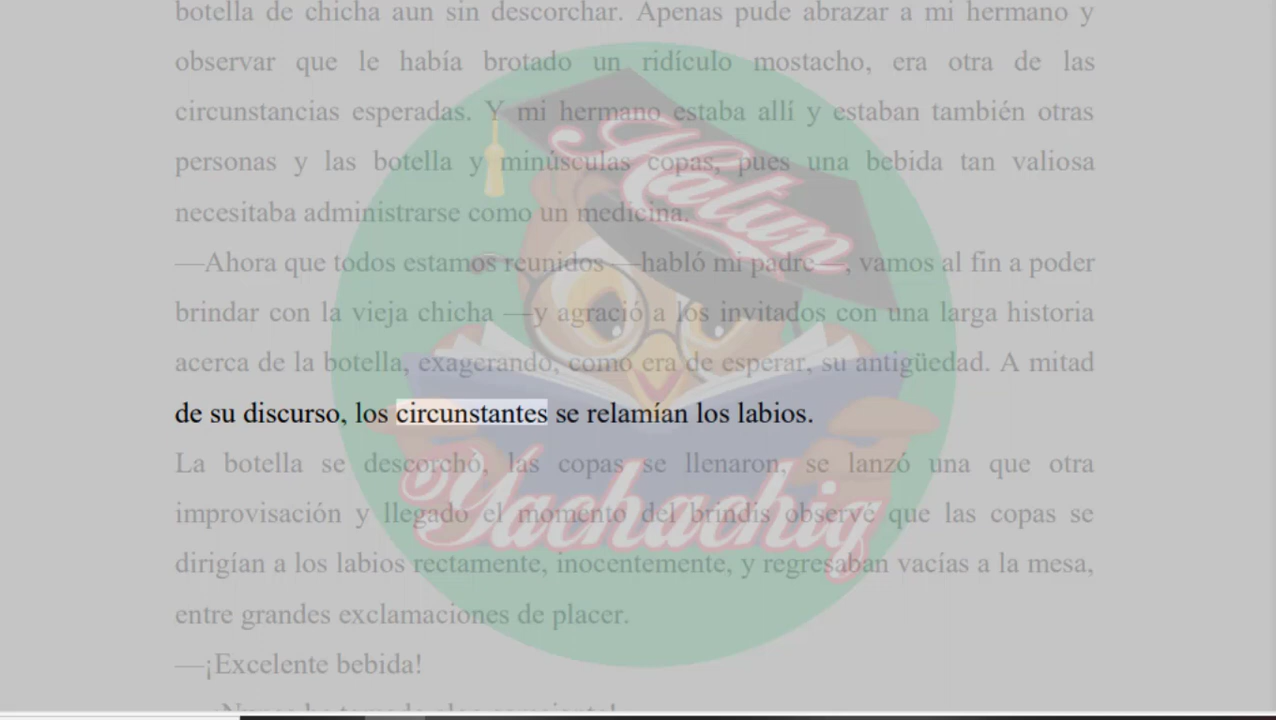 botella de chicha aun sin descorchar. Apenas pude abrazar a mi hermano y
observar que le había brotado un ridículo mostacho, era otra de las
circunstancias esperadas. Y mi hermano estaba allí y estaban también otras
personas y las botella y minúsculas copas, pues una bebida tan valiosa
necesitaba administrarse como un medicina.
—Ahora que todos estamos reunidos —habló mi padre—, vamos al fin a poder
brindar con la vieja chicha —y agració a los invitados con una larga historia
acerca de la botella, exagerando, como era de esperar, su antigüedad. A mitad
de su discurso, los circunstantes se relamían los labios.
La botella se descorchó, las copas se llenaron, se lanzó una que otra
improvisación y llegado el momento del brindis observé que las copas se
dirigían a los labios rectamente, inocentemente, y regresaban vacías a la mesa,
entre grandes exclamaciones de placer.
—¡Excelente bebida!
Hatun
Yachachiq